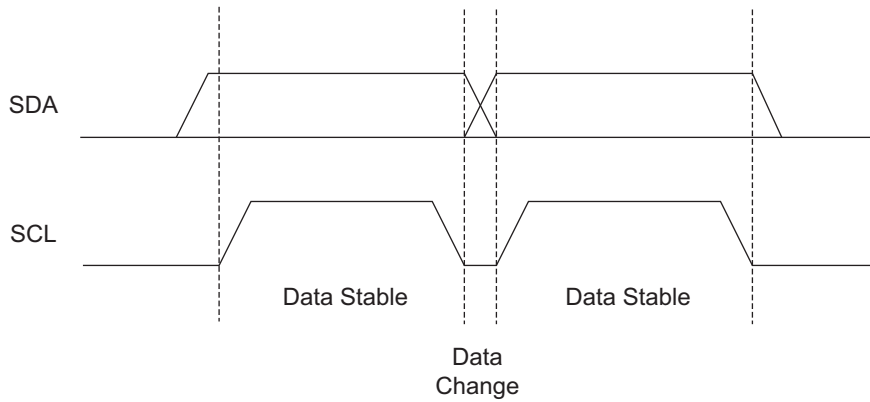 SDA
SCL
Data Stable
Data Stable
Data
Change